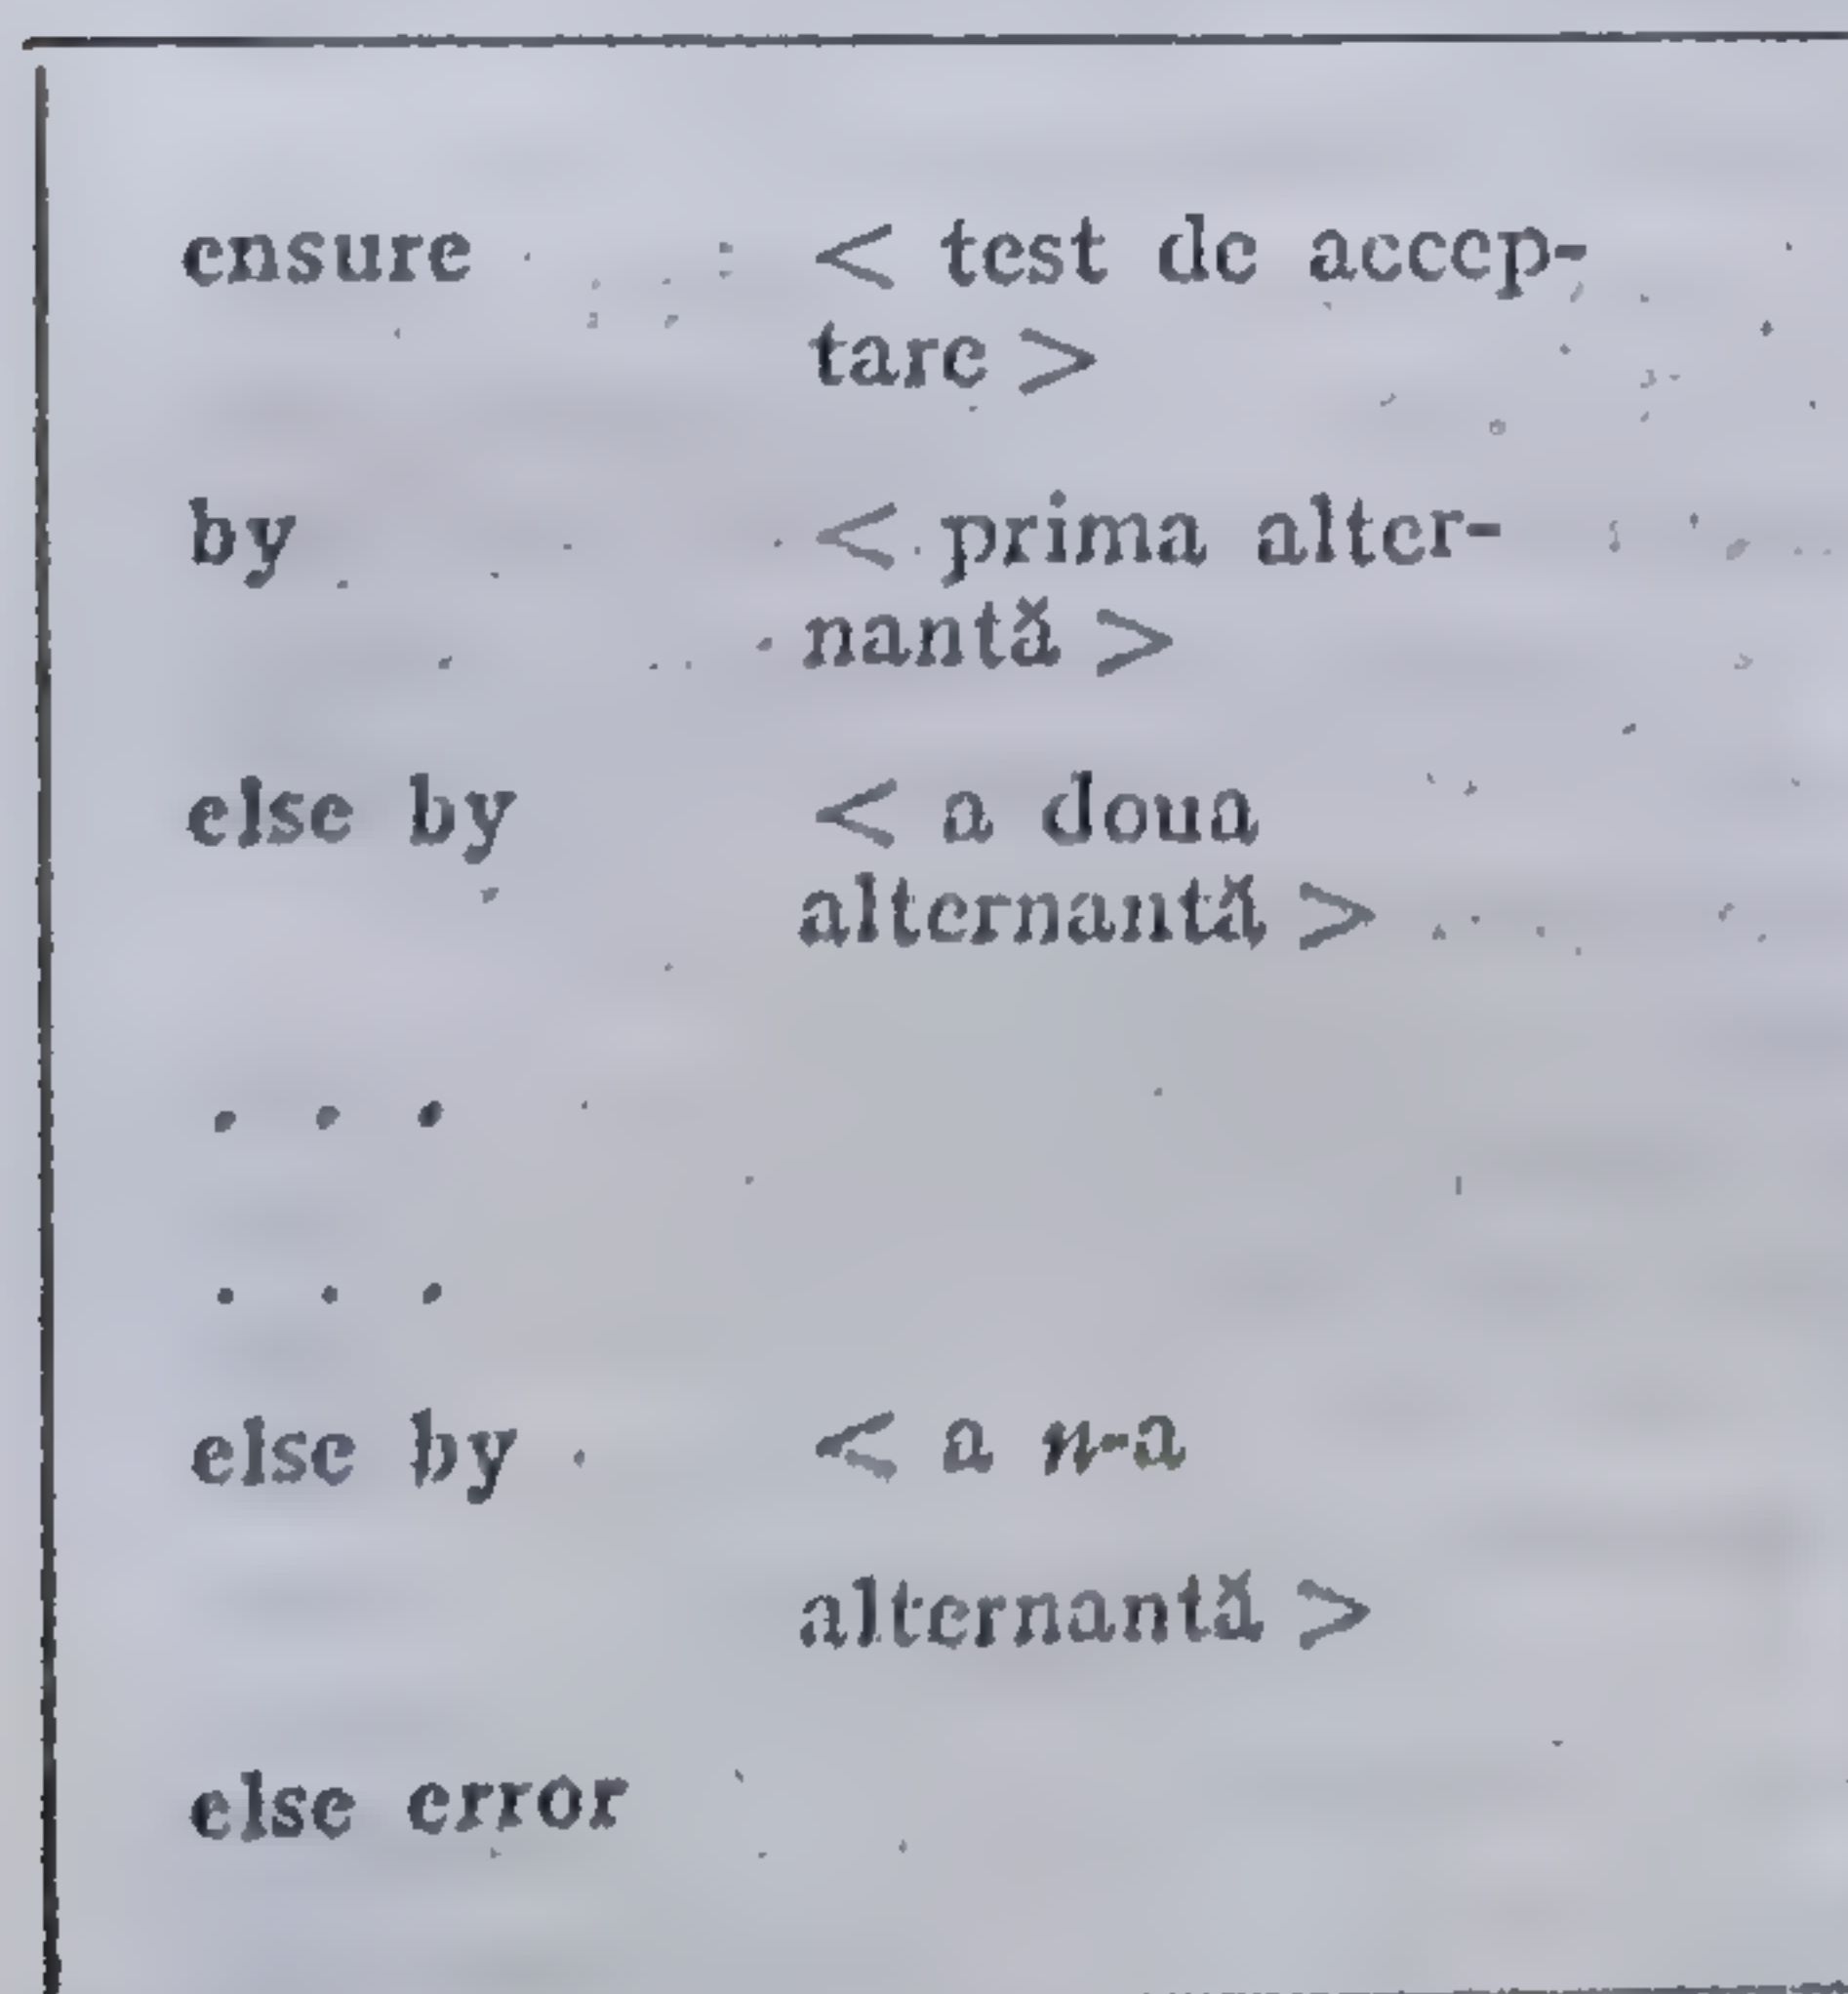 ensure < test de accep-
tare >
by < prima alter-
nantă >
else by < a doua
alternantă >
. . .
. . .
else by < a n-a
alternantă >
else error